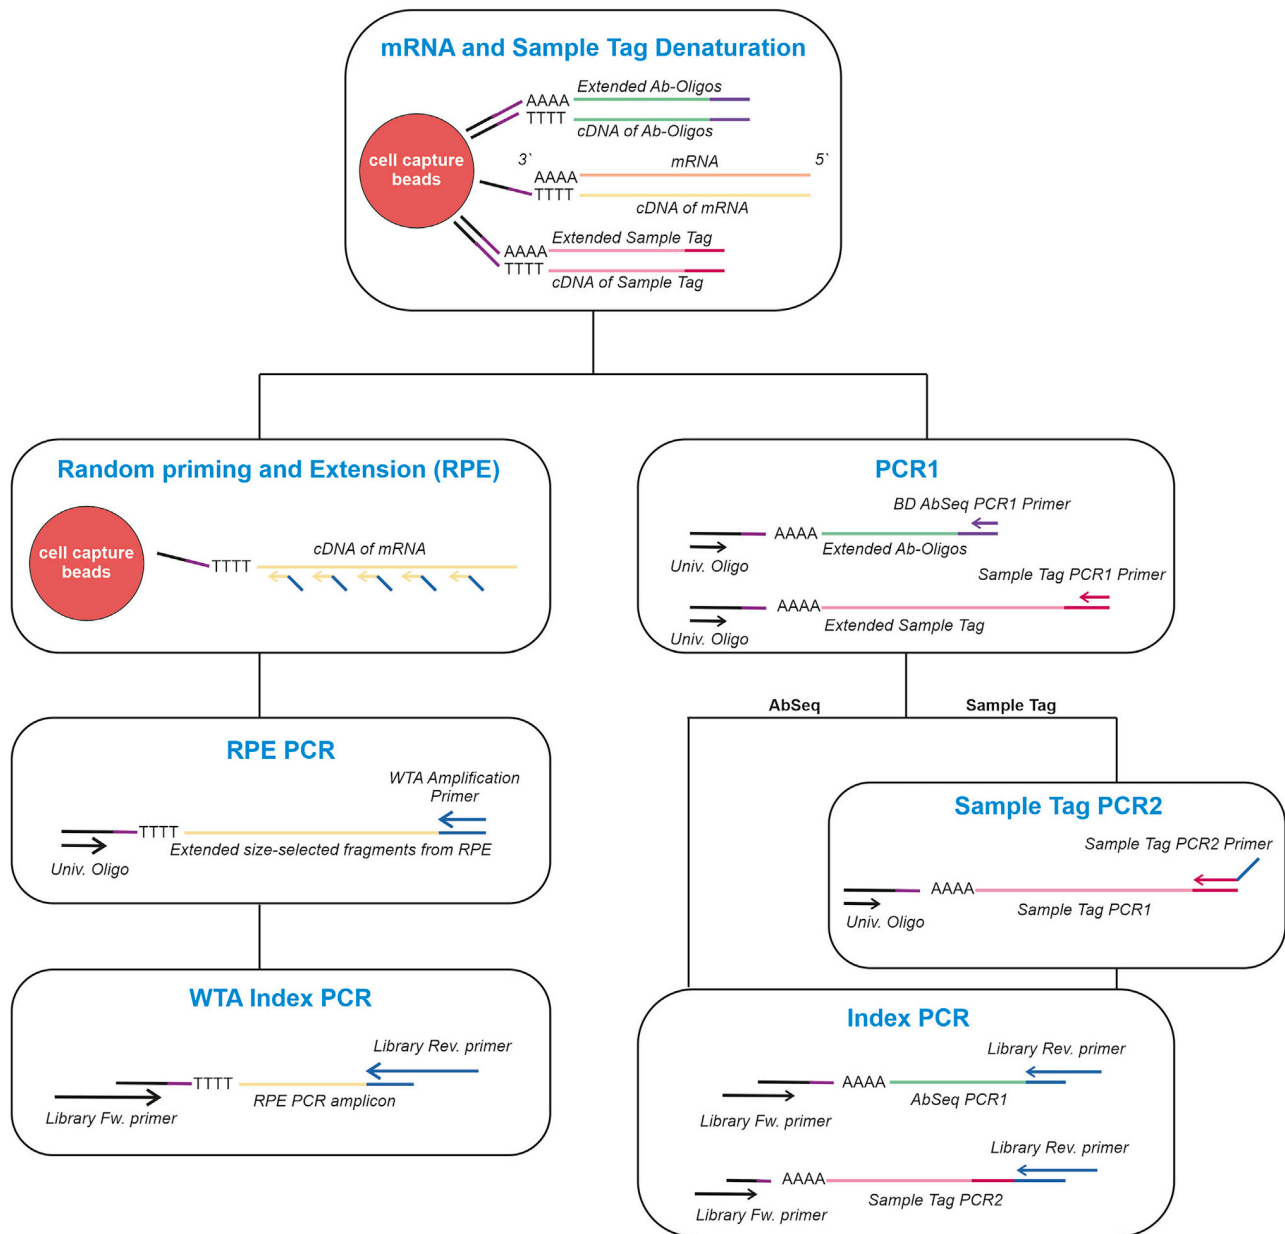 mRNA and Sample Tag Denaturation
Extended Ab-Oligos
AAAA
TTTT
cDNA of Ab-Oligos
cell capture
beads
3`
mRNA
5`
AAAA
TTTT
cDNA of mRNA
Extended Sample Tag
AAAA
TTTT
cDNA of Sample Tag
Random priming and Extension (RPE)
cell capture
beads
cDNA of mRNA
TTTT
PCR1
BD AbSeq PCR1 Primer
AAAA
Extended Ab-Oligos
Univ. Oligo
Sample Tag PCR1 Primer
AAAA
Extended Sample Tag
Univ. Oligo
AbSeq
Sample Tag
RPE PCR
WTA Amplification
Primer
TTTT
Extended size-selected fragments from RPE
Univ. Oligo
Sample Tag PCR2
Sample Tag PCR2 Primer
AAAA
Sample Tag PCR1
Univ. Oligo
WTA Index PCR
Library Rev. primer
TTTT
RPE PCR amplicon
Library Fw. primer
Index PCR
Library Rev. primer
AAAA
AbSeq PCR1
Library Fw. primer
Library Rev. primer
AAAA
Sample Tag PCR2
Library Fw. primer